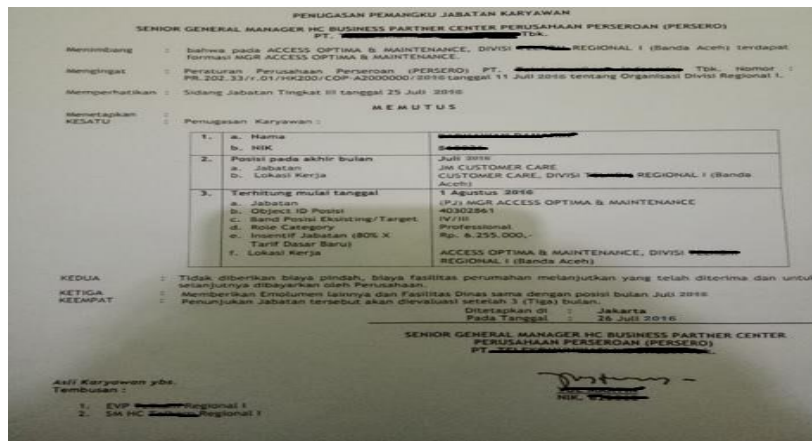 PENUGASAN PEMANGKU JABATAN KARYAWAN
SENIOR GENERAL MANAGER HC BUSINESS PARTNER CENTER PERUSAHAAN PERSEROAN (PERSERO)
PT. Tbk.
Menimbang : bahwa pada ACCESS OPTIMA & MAINTENANCE, DIVISI REGIONAL I (Banda Aceh) terdapat
formasi MGR ACCESS OPTIMA & MAINTENANCE.
Mengingat : Peraturan Perusahaan Perseroan (PERSERO) PT. Tbk. Nomor :
PR.202.33/r.01/HK200/COP-A2000000/2016 tanggal 11 Juli 2016 tentang Organisasi Divisi Regional I.
Memperhatikan : Sidang Jabatan Tingkat III tanggal 25 Juli 2016
MEMUTUS
Menetapkan :
KESATU : Penugasan Karyawan :
1. a. Nama
b. NIK
2. Posisi pada akhir bulan Juli 2016
a. Jabatan JM CUSTOMER CARE
b. Lokasi Kerja CUSTOMER CARE, DIVISI REGIONAL I (Banda
Aceh)
3. Terhitung mulai tanggal 1 Agustus 2016
a. Jabatan (PJ) MGR ACCESS OPTIMA & MAINTENANCE
b. Object ID Posisi 40302861
c. Band Posisi Eksisting/Target IV/III
d. Role Category Professional
e. Insentif Jabatan (80% X Rp. 6.255.000,-
Tarif Dasar Baru)
f. Lokasi Kerja ACCESS OPTIMA & MAINTENANCE, DIVISI
REGIONAL I (Banda Aceh)
KEDUA : Tidak diberikan biaya pindah, biaya fasilitas perumahan melanjutkan yang telah diterima dan untu
selanjutnya dibayarkan oleh Perusahaan.
KETIGA : Memberikan Emolumen lainnya dan Fasilitas Dinas sama dengan posisi bulan Juli 2016
KEEMPAT : Penunjukan Jabatan tersebut akan dievaluasi setelah 3 (Tiga) bulan.
Ditetapkan di : Jakarta
Pada Tanggal : 26 Juli 2016
SENIOR GENERAL MANAGER HC BUSINESS PARTNER CENTER
PERUSAHAAN PERSEROAN (PERSERO)
PT.
NIK.
Asli Karyawan ybs.
Tembusan :
1. EVP Regional I
2. SM HC Regional I